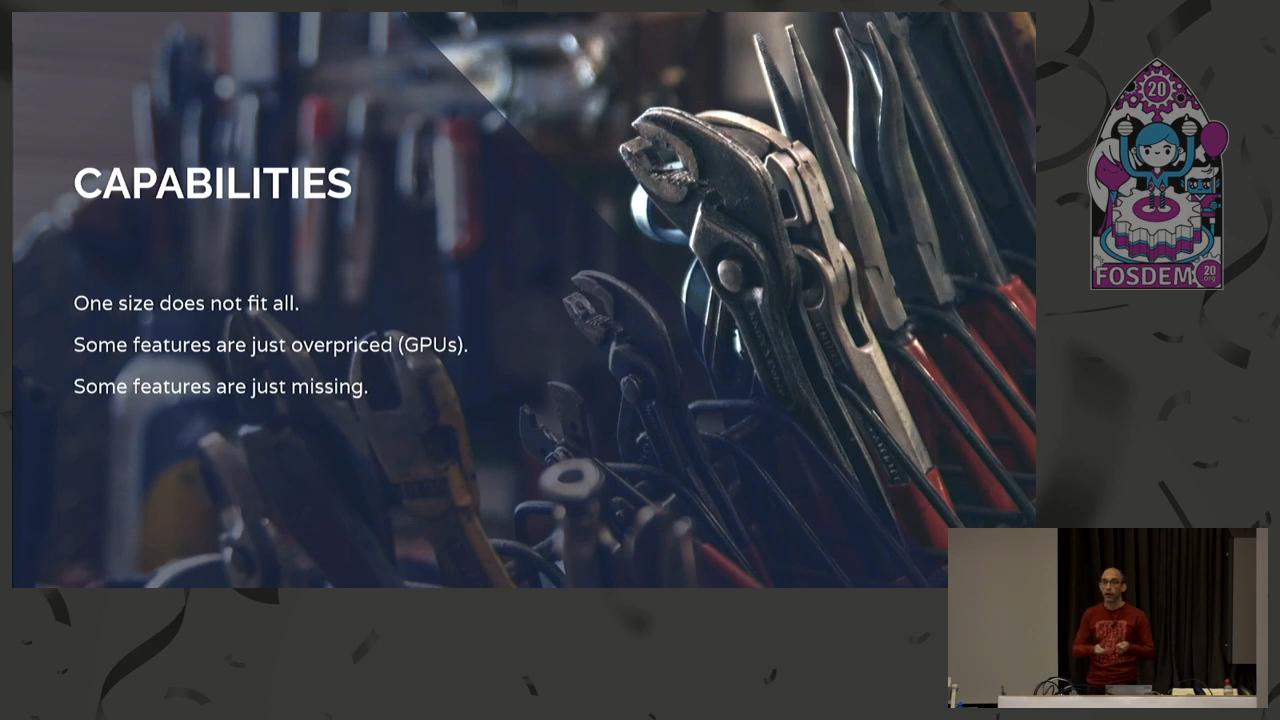 CAPABILITIES
One size does not fit all.
Some features are just overpriced (GPUs).
Some features are just missing.
20
FOSDEM
20
.org